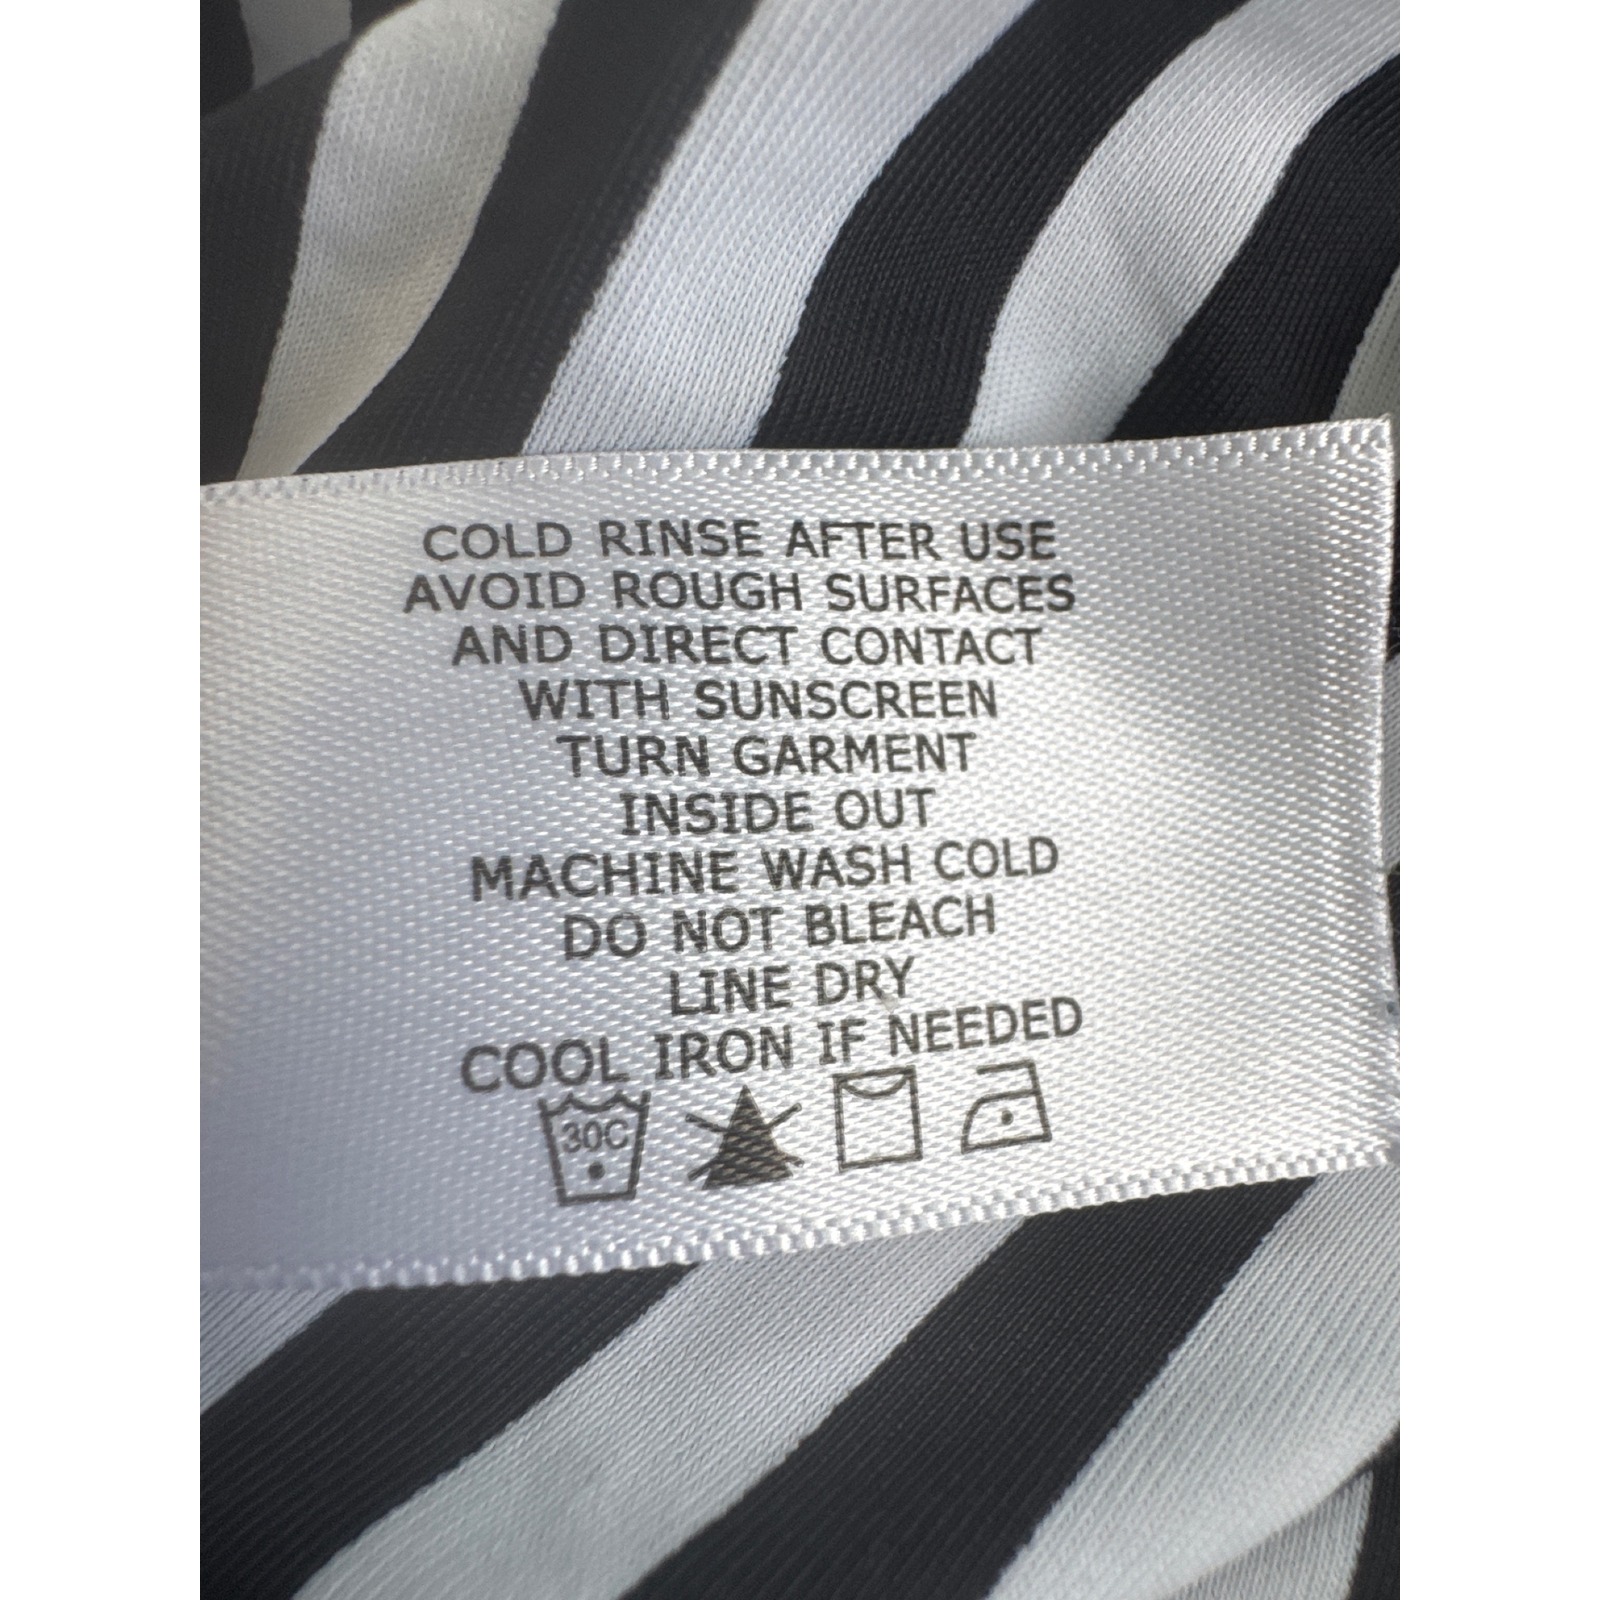 COLD RINSE AFTER USE
AVOID ROUGH SURFACES
AND DIRECT CONTACT
WITH SUNSCREEN
TURN GARMENT
INSIDE OUT
MACHINE WASH COLD
DO NOT BLEACH
LINE DRY
COOL IRON IF NEEDED
30C